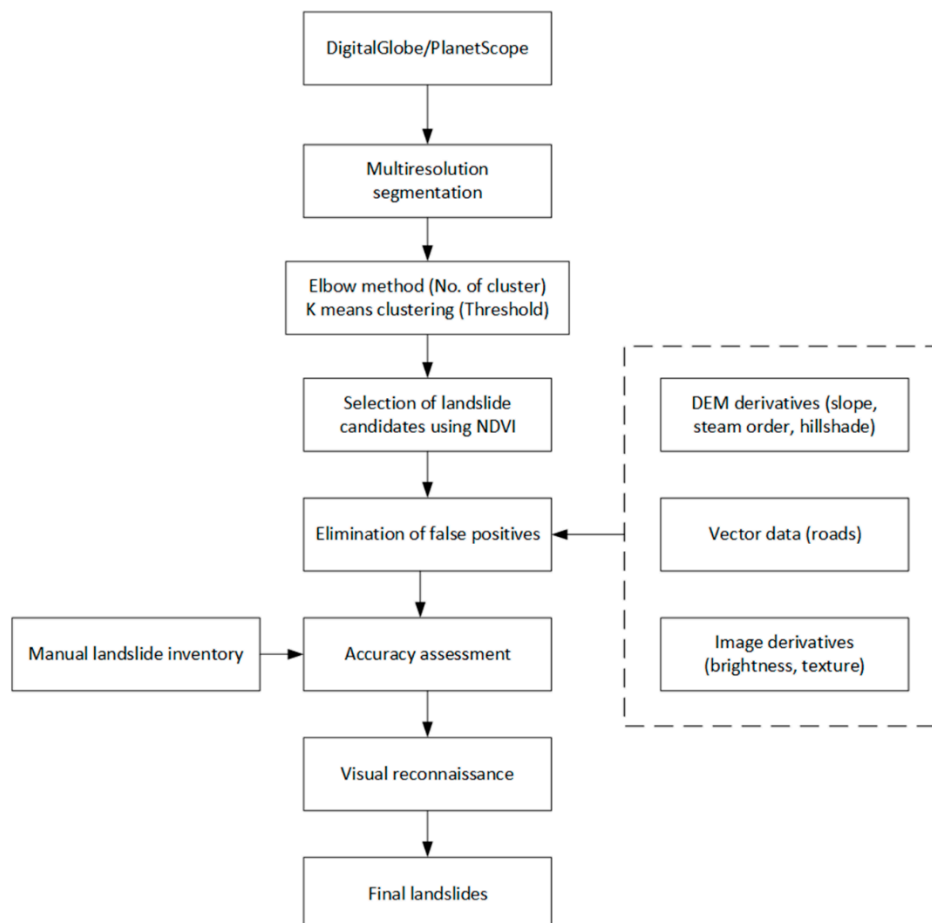 DigitalGlobe/PlanetScope
Multiresolution
segmentation
Elbow method (No. of cluster)
K means clustering (Threshold)
Selection of landslide
candidates using NDVI
Elimination of false positives
DEM derivatives (slope,
steam order, hillshade)
Vector data (roads)
Image derivatives
(brightness, texture)
Manual landslide inventory
Accuracy assessment
Visual reconnaissance
Final landslides